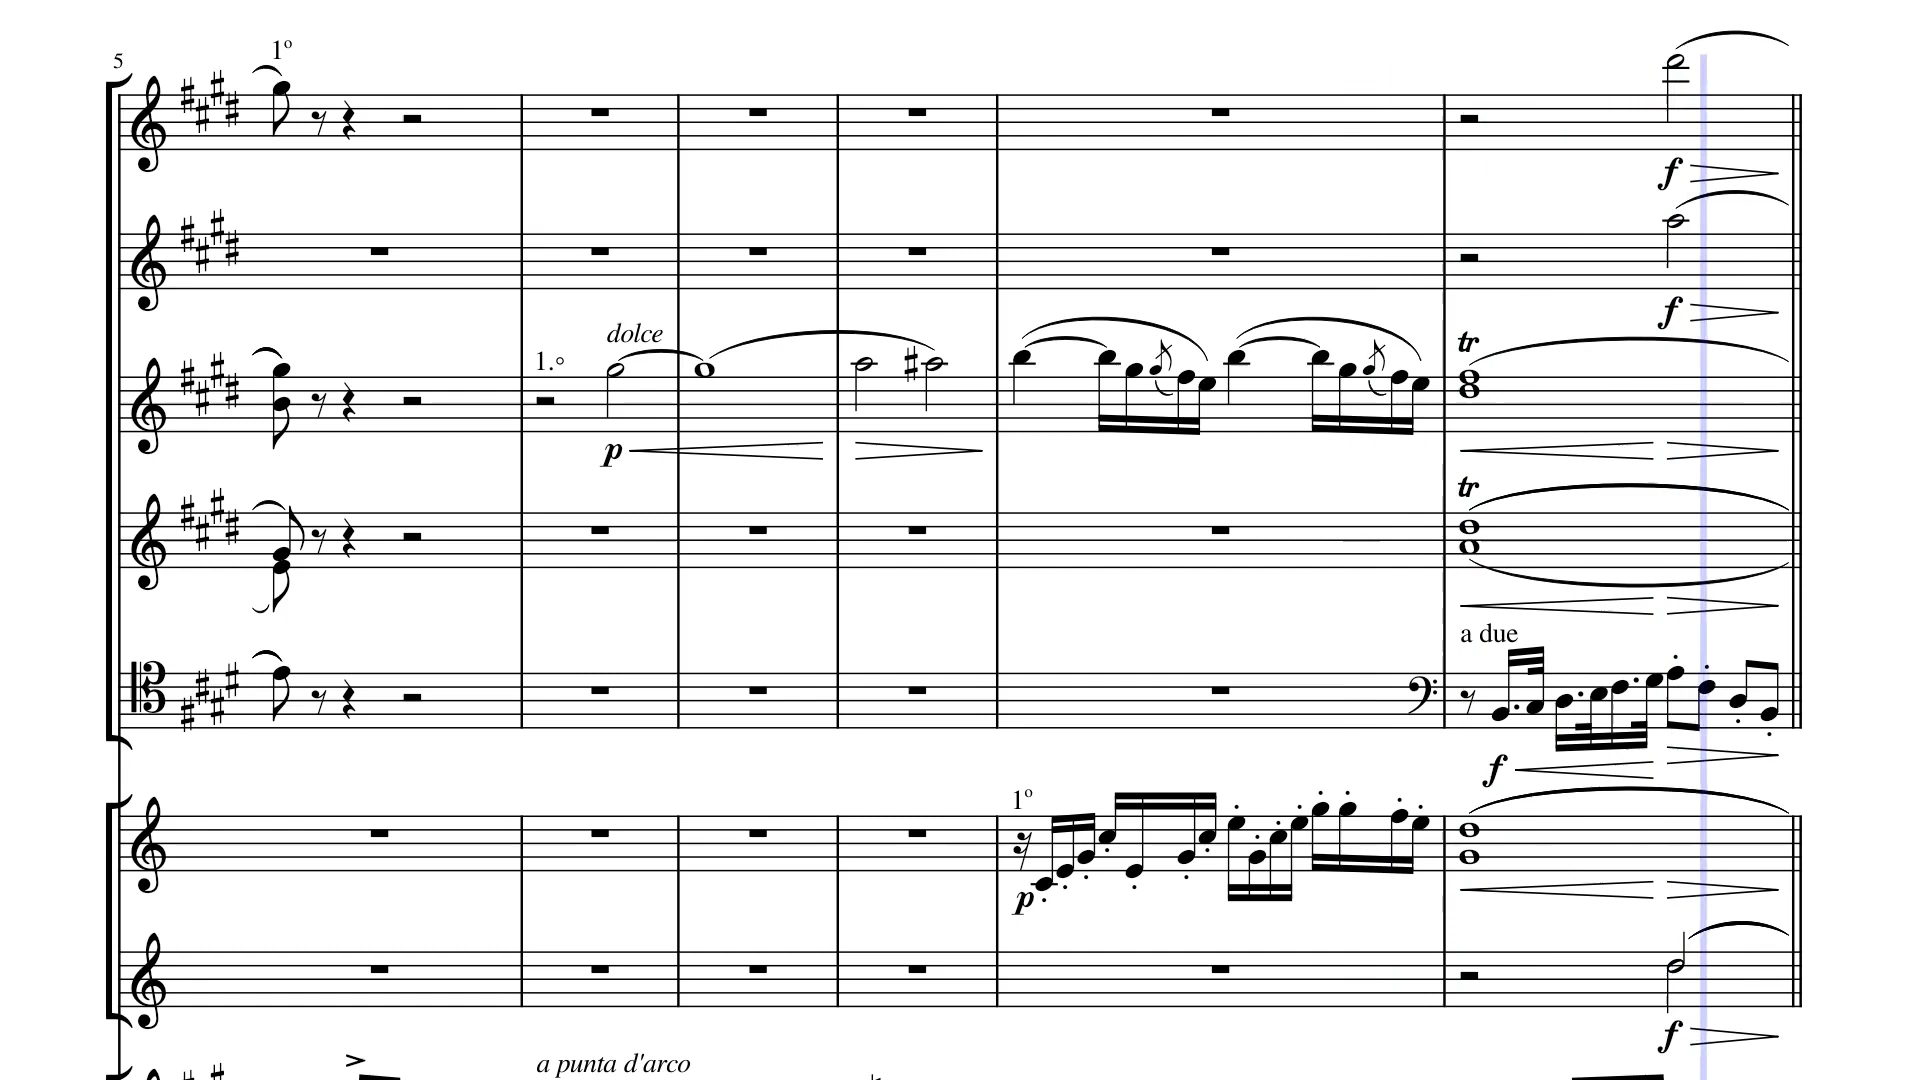 5
1º
f
f
dolce
1.°
tr
p
tr
a due
f
1º
p
f
a punta d'arco